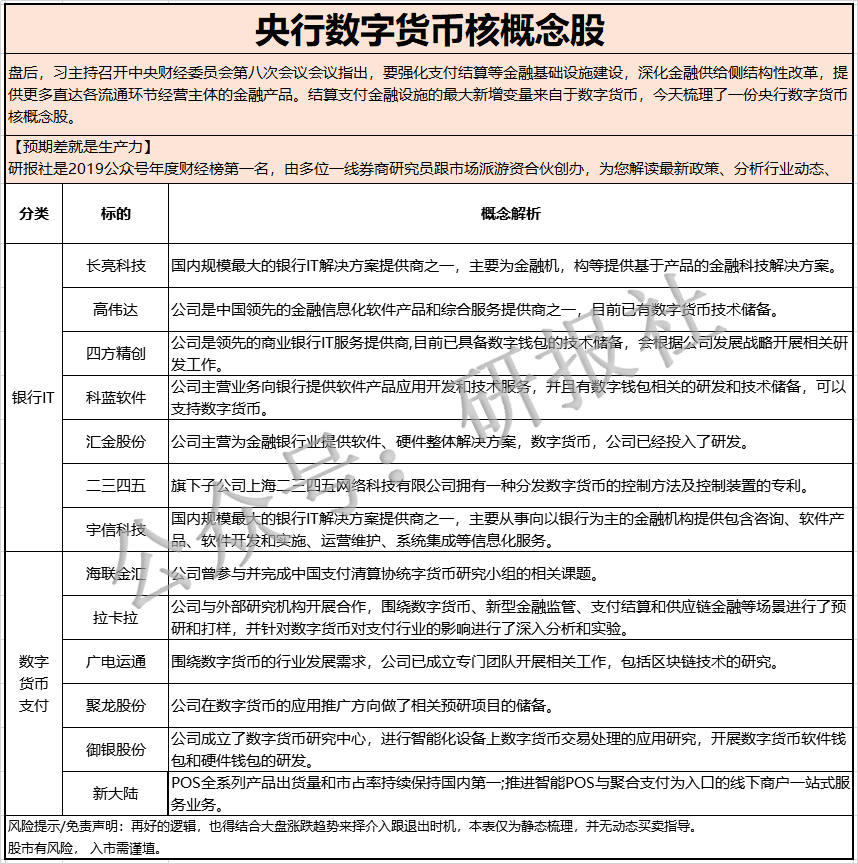 央行数字货币核概念股
盘后，习主持召开中央财经委员会第八次会议会议指出，要强化支付结算等金融基础设施建设，深化金融供给侧结构性改革，提
供更多直达各流通环节经营主体的金融产品。结算支付金融设施的最大新增变量来自于数字货币，今天梳理了一份央行数字货币
核概念股。
【预期差就是生产力】
研报社是2019公众号年度财经榜第一名，由多位一线券商研究员跟市场派游资合伙创办，为您解读最新政策、分析行业动态、
分类 标的 概念解析
银行IT
长亮科技 国内规模最大的银行IT解决方案提供商之一，主要为金融机，构等提供基于产品的金融科技解决方案。
高伟达 公司是中国领先的金融信息化软件产品和综合服务提供商之一，目前已有数字货币技术储备。
四方精创 公司是领先的商业银行IT服务提供商,目前已具备数字钱包的技术储备，会根据公司发展战略开展相关研
发工作。
科蓝软件 公司主营业务向银行提供软件产品应用开发和技术服务，并且有数字钱包相关的研发和技术储备，可以
支持数字货币。
汇金股份 公司主营为金融银行业提供软件、硬件整体解决方案，数字货币，公司已经投入了研发。
二三四五 旗下子公司上海二三四五网络科技有限公司拥有一种分发数字货币的控制方法及控制装置的专利。
宇信科技 国内规模最大的银行IT解决方案提供商之一，主要从事向以银行为主的金融机构提供包含咨询、软件产
品、软件开发和实施、运营维护、系统集成等信息化服务。
数字
货币
支付
海联金汇 公司曾参与并完成中国支付清算协统字货币研究小组的相关课题。
拉卡拉 公司与外部研究机构开展合作，围绕数字货币、新型金融监管、支付结算和供应链金融等场景进行了预
研和打样，并针对数字货币对支付行业的影响进行了深入分析和实验。
广电运通 围绕数字货币的行业发展需求，公司已成立专门团队开展相关工作，包括区块链技术的研究。
聚龙股份 公司在数字货币的应用推广方向做了相关预研项目的储备。
御银股份 公司成立了数字货币研究中心，进行智能化设备上数字货币交易处理的应用研究，开展数字货币软件钱
包和硬件钱包的研发。
新大陆 POS全系列产品出货量和市占率持续保持国内第一;推进智能POS与聚合支付为入口的线下商户一站式服
务业务。
风险提示/免责声明：再好的逻辑，也得结合大盘涨跌趋势来择介入跟退出时机，本表仅为静态梳理，并无动态买卖指导。
股市有风险， 入市需谨填。
公众号：研报社